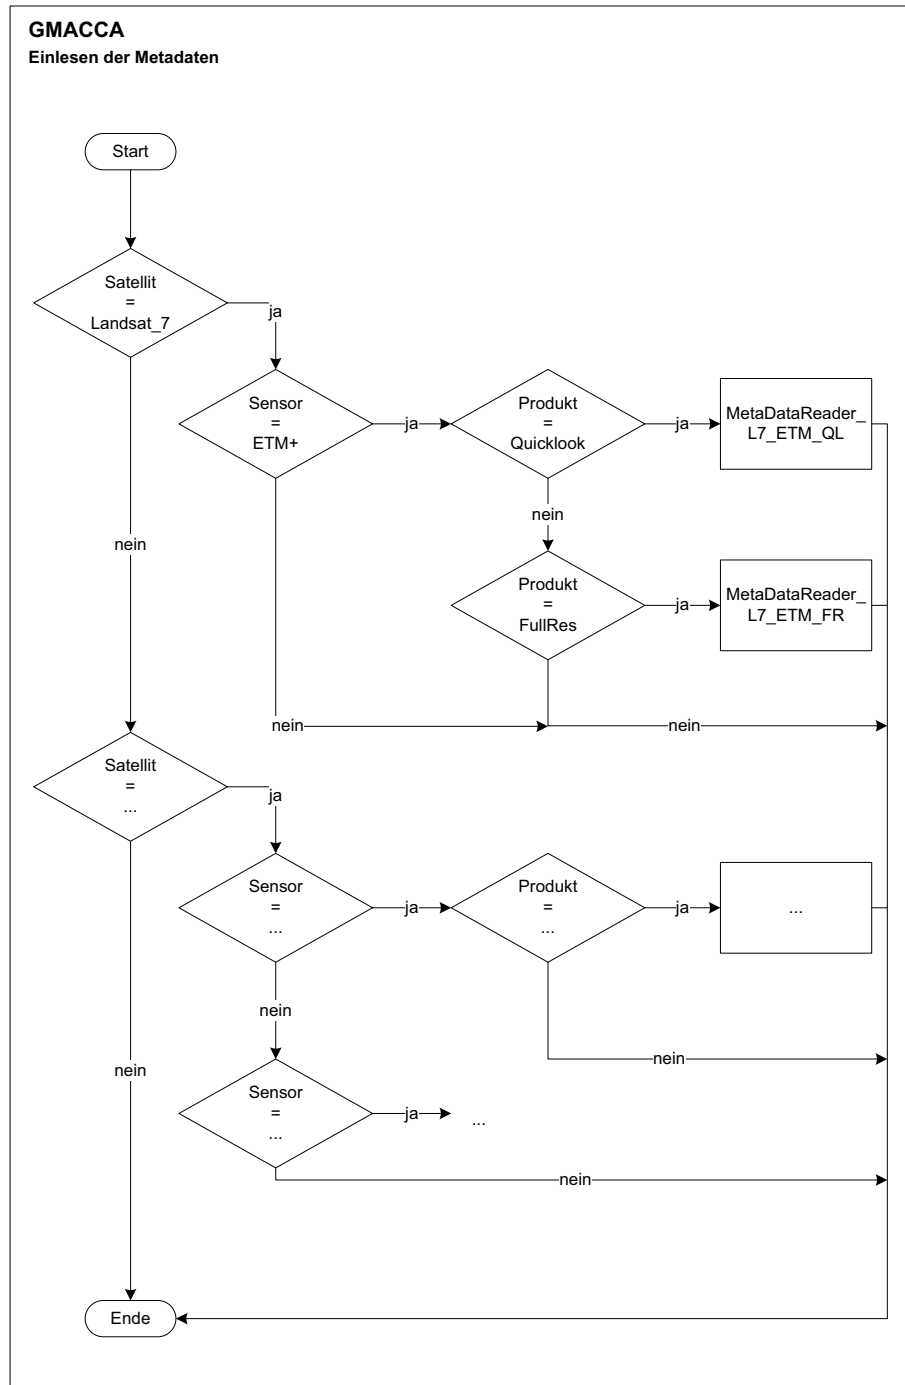 GMACCA
Einlesen der Metadaten
Start
Satellit
=
Landsat_7
ja
Sensor
=
ETM+
ja
Produkt
=
Quicklook
ja
MetaDataReader_
L7_ETM_QL
nein
nein
Produkt
=
FullRes
ja
MetaDataReader_
L7_ETM_FR
nein
nein
Satellit
=
...
ja
Sensor
=
...
ja
Produkt
=
...
ja
...
nein
nein
nein
Sensor
=
...
ja
...
nein
Ende